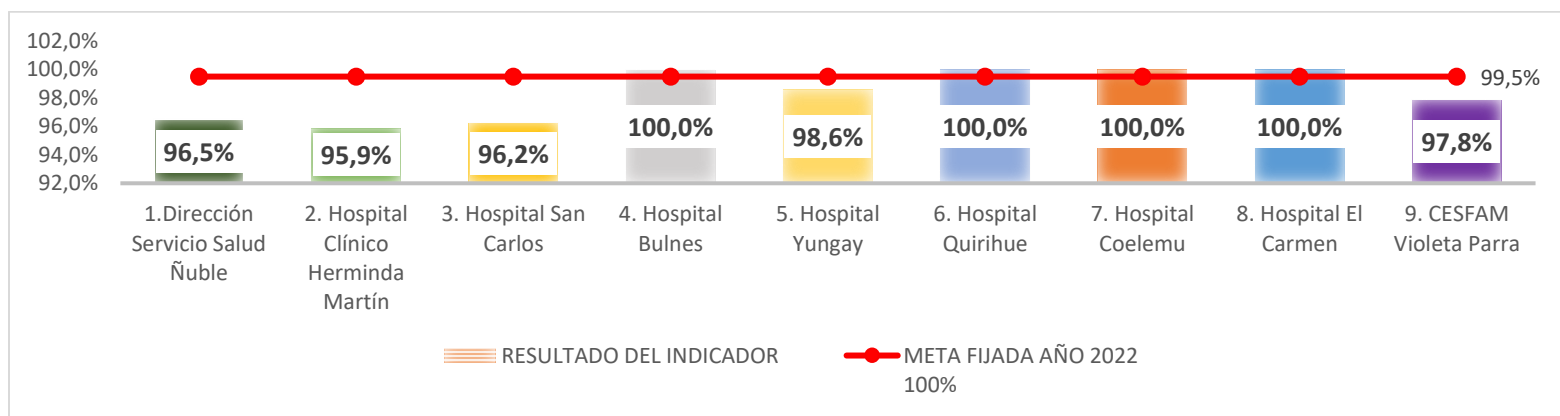 102,0%
100,0%
98,0%
96,0%
94,0%
92,0%
99,5%
96,5%
95,9%
96,2%
100,0%
98,6%
100,0%
100,0%
100,0%
97,8%
1.Dirección
Servicio Salud
Ñuble
2. Hospital
Clínico
Herminda
Martín
3. Hospital San
Carlos
4. Hospital
Bulnes
5. Hospital
Yungay
6. Hospital
Quirihue
7. Hospital
Coelemu
8. Hospital El
Carmen
9. CESFAM
Violeta Parra
RESULTADO DEL INDICADOR
META FIJADA AÑO 2022
100%